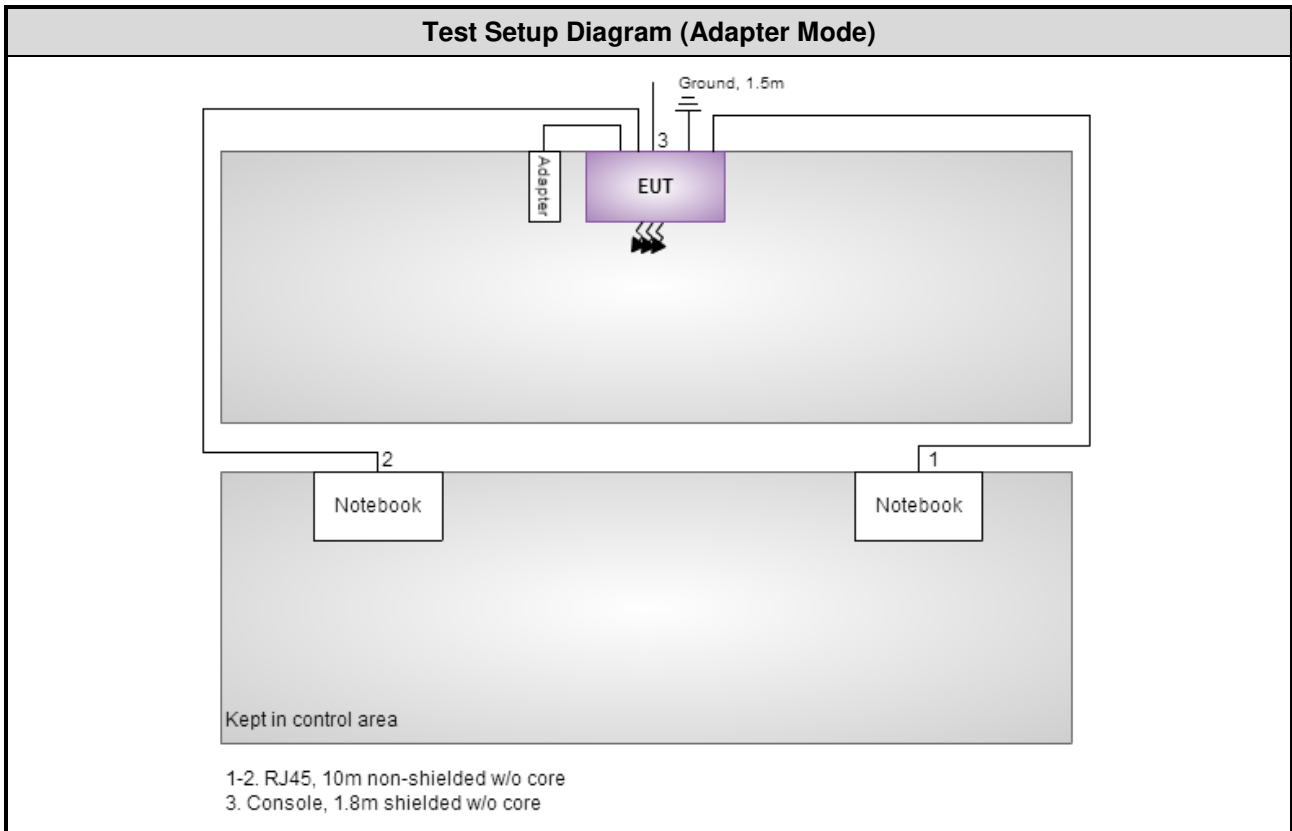 Test Setup Diagram (Adapter Mode)
Ground, 1.5m
3
Adapter
EUT
2
1
Notebook
Notebook
Kept in control area
1-2. RJ45, 10m non-shielded w/o core
3. Console, 1.8m shielded w/o core